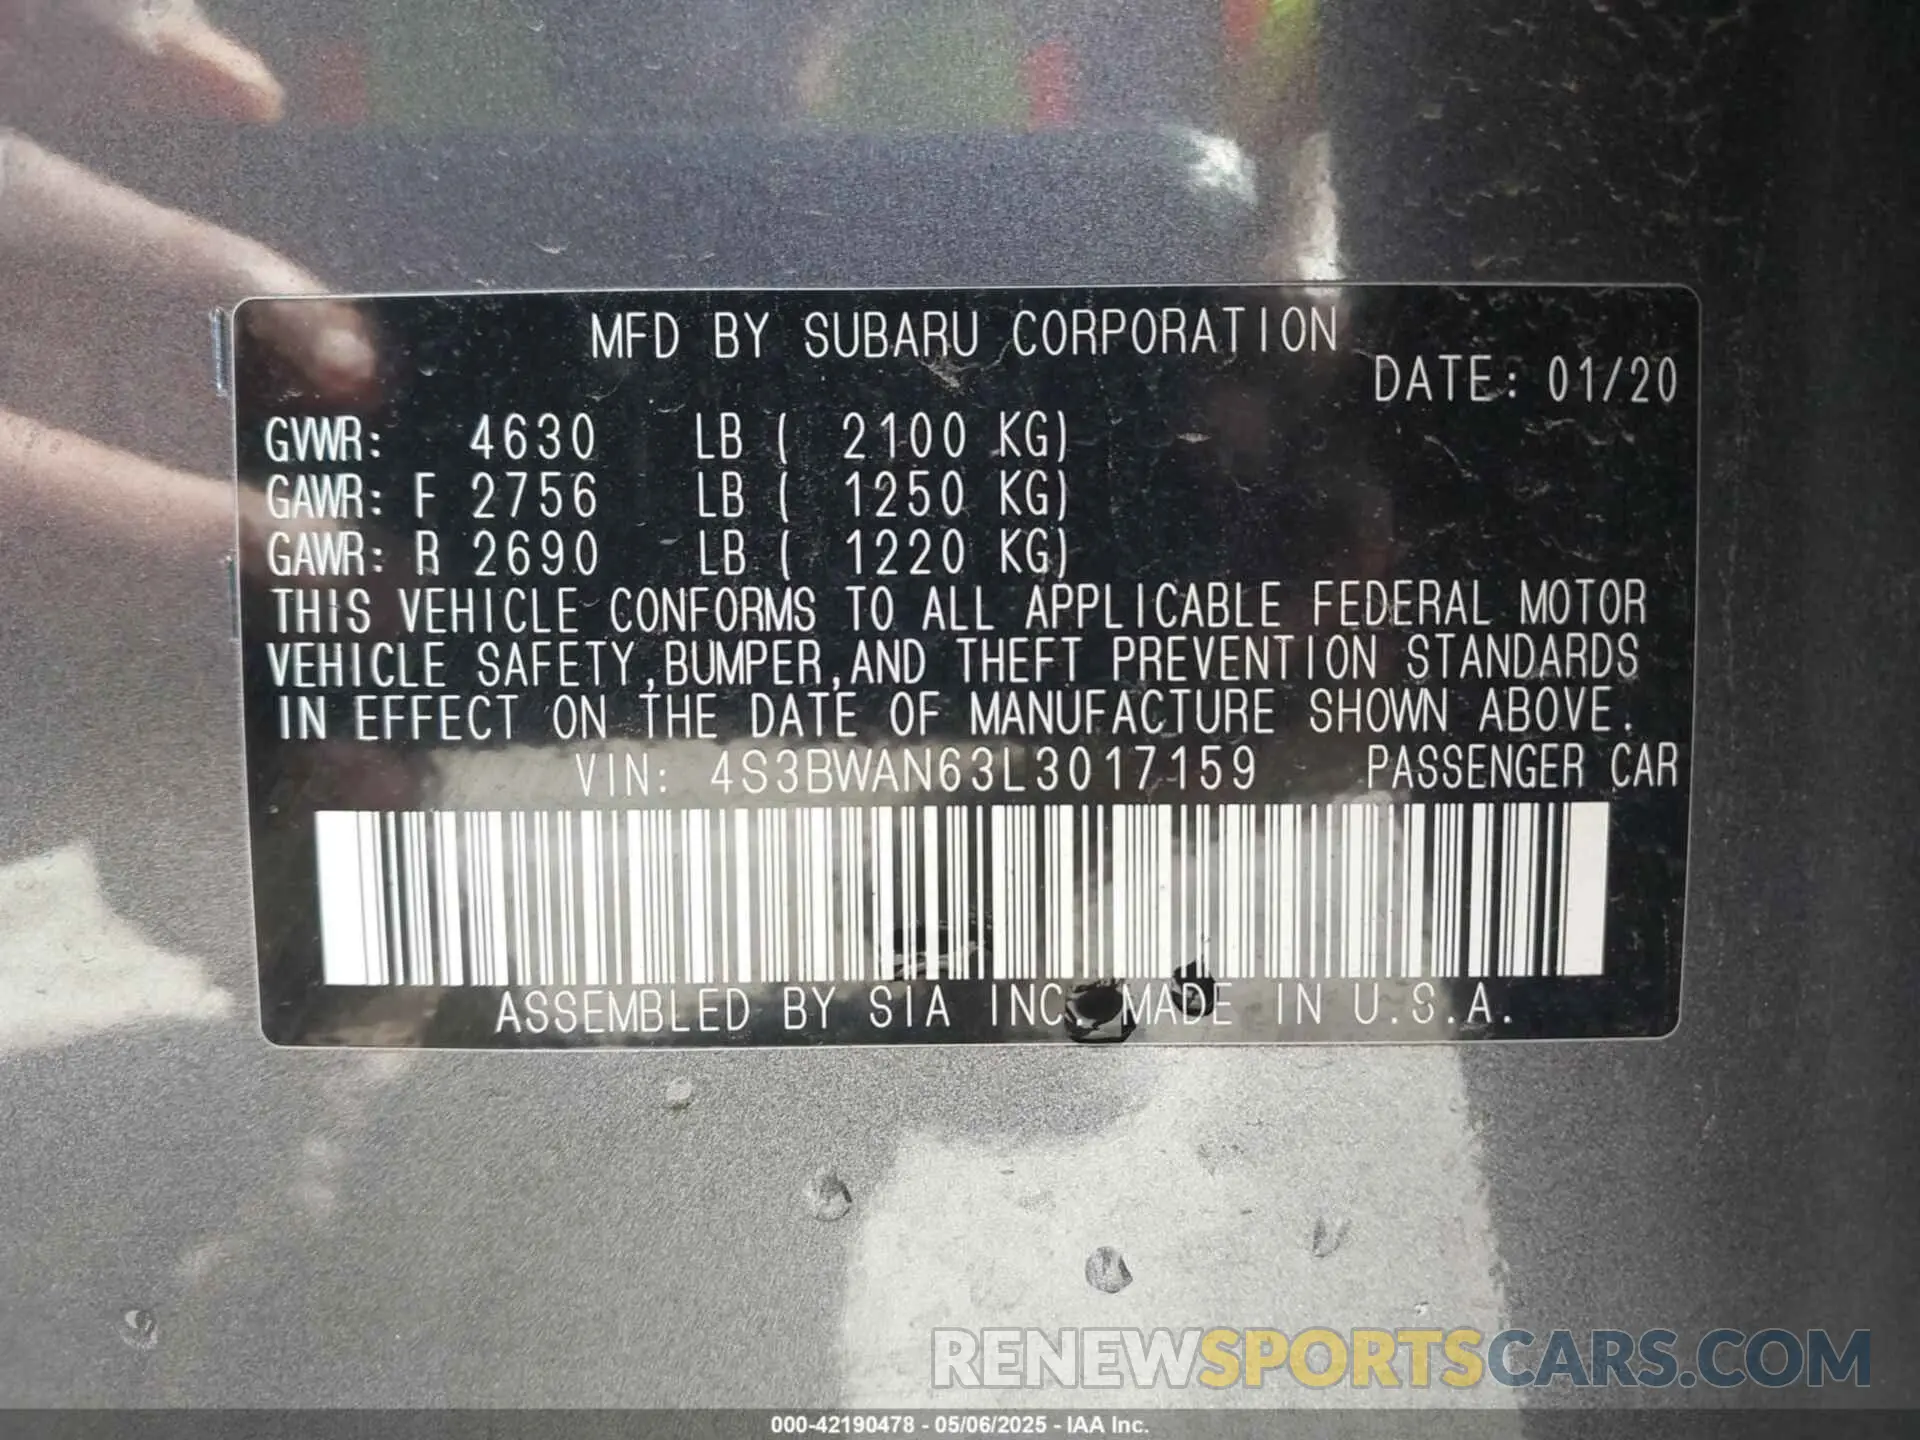 MFD BY SUBARU CORPORATION
DATE: 01/20
GVWR: 4630 LB ( 2100 KG)
GAWR: F 2756 LB ( 1250 KG)
GAWR: R 2690 LB ( 1220 KG)
THIS VEHICLE CONFORMS TO ALL APPLICABLE FEDERAL MOTOR
VEHICLE SAFETY,BUMPER,AND THEFT PREVENTION STANDARDS
IN EFFECT ON THE DATE OF MANUFACTURE SHOWN ABOVE.
VIN: 4S3BWAN63L3017159 PASSENGER CAR
ASSEMBLED BY SIA INC. MADE IN U.S.A.
RENEWSPORTSCARS.COM
000-42190478 - 05/06/2025 - IAA Inc.